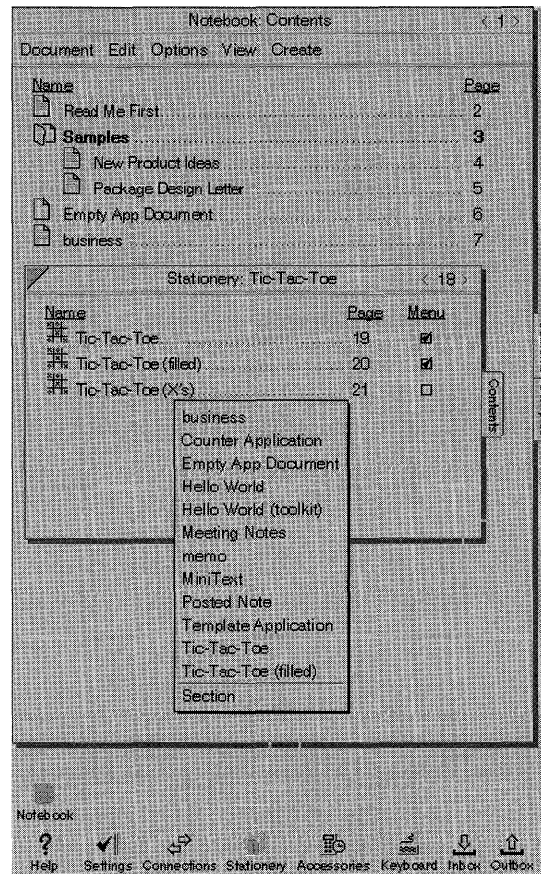 Notebook: Contents < 1 >
Document Edit Options View Create
Name Page
Read Me First 2
Samples 3
New Product Ideas 4
Package Design Letter 5
Empty App Document 6
business 7
Stationery: Tic-Tac-Toe < 18 >
Name Page Menu
Tic-Tac-Toe 19
Tic-Tac-Toe (filled) 20
Tic-Tac-Toe (X's) 21
Contents
business
Counter Application
Empty App Document
Hello World
Hello World (toolkit)
Meeting Notes
memo
MiniText
Posted Note
Template Application
Tic-Tac-Toe
Tic-Tac-Toe (filled)
Section
Notebook
Help Settings Connections Stationery Accessories Keyboard Inbox Outbox